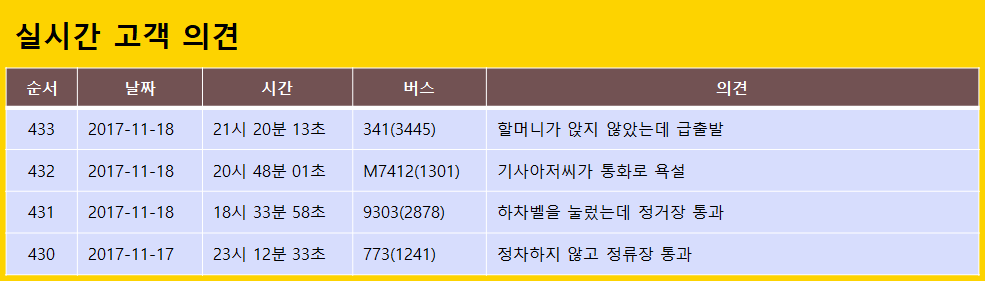 실시간 고객 의견
순서 날짜 시간 버스 의견
433 2017-11-18 21시 20분 13초 341(3445) 할머니가 앉지 않았는데 급출발
432 2017-11-18 20시 48분 01초 M7412(1301) 기사아저씨가 통화로 욕설
431 2017-11-18 18시 33분 58초 9303(2878) 하차벨을 눌렀는데 정거장 통과
430 2017-11-17 23시 12분 33초 773(1241) 정차하지 않고 정류장 통과